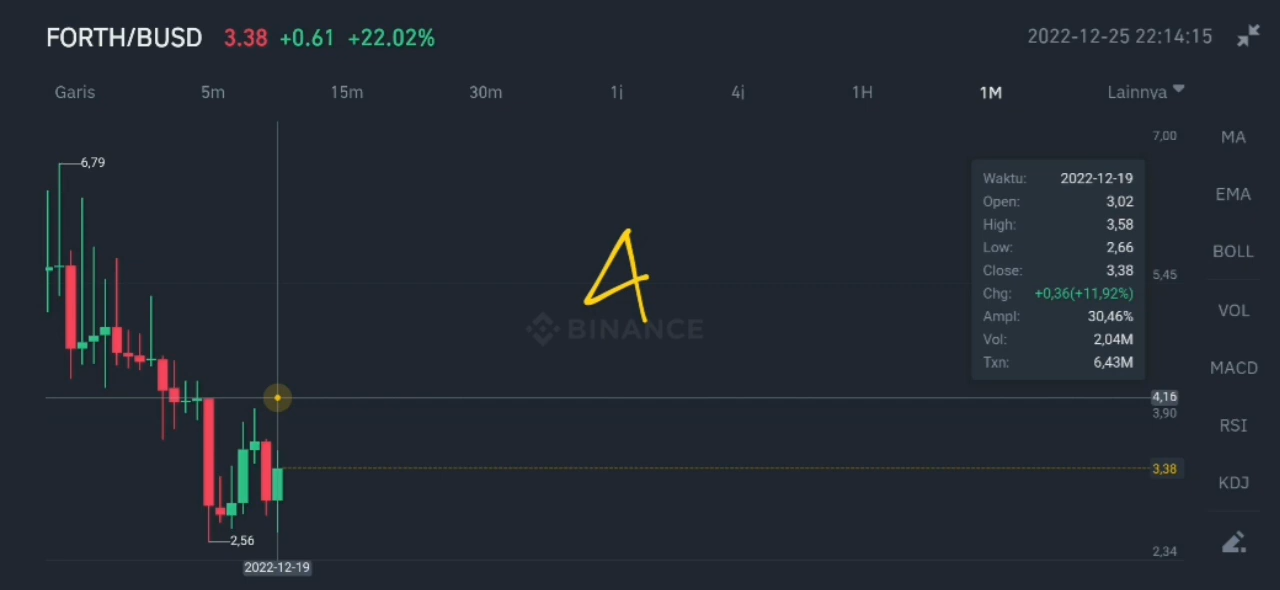 FORTH/BUSD 3.38 +0.61 +22.02% 2022-12-25 22:14:15
Garis 5m 15m 30m 1j 4j 1H 1M Lainnya
7,00 MA
6,79
Waktu: 2022-12-19
Open: 3,02
EMA
High: 3,58
Low: 2,66
BOLL
Close: 3,38
5,45
Chg: +0,36(+11,92%)
Ampl: 30,46%
VOL
4
BINANCE
Vol: 2,04M
Txn: 6,43M
MACD
4,16
3,90
RSI
3,38
KDJ
2,56
2,34
2022-12-19